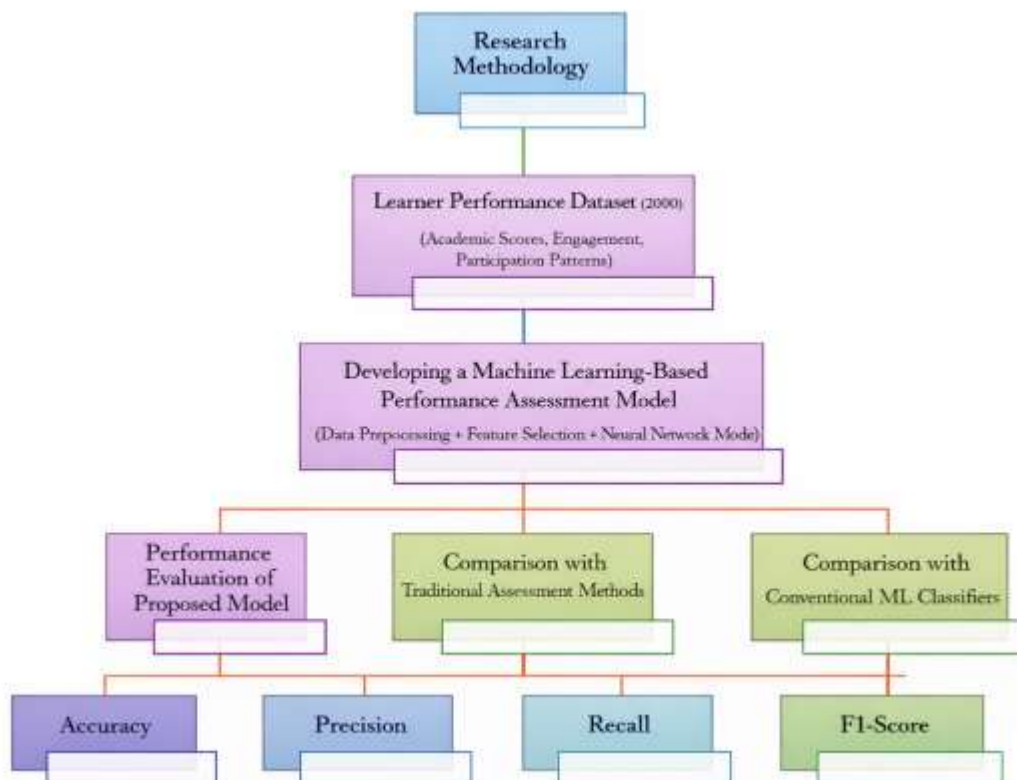 Research
Methodology
Learner Performance Dataset (2000)
(Academic Scores, Engagement,
Participation Patterns)
Developing a Machine Learning-Based
Performance Assessment Model
(Data Prepocessing + Feature Selection + Neural Network Mode)
Performance
Evaluation of
Proposed Model
Comparison with
Traditional Assessment Methods
Comparison with
Conventional ML Classifiers
Accuracy
Precision
Recall
F1-Score